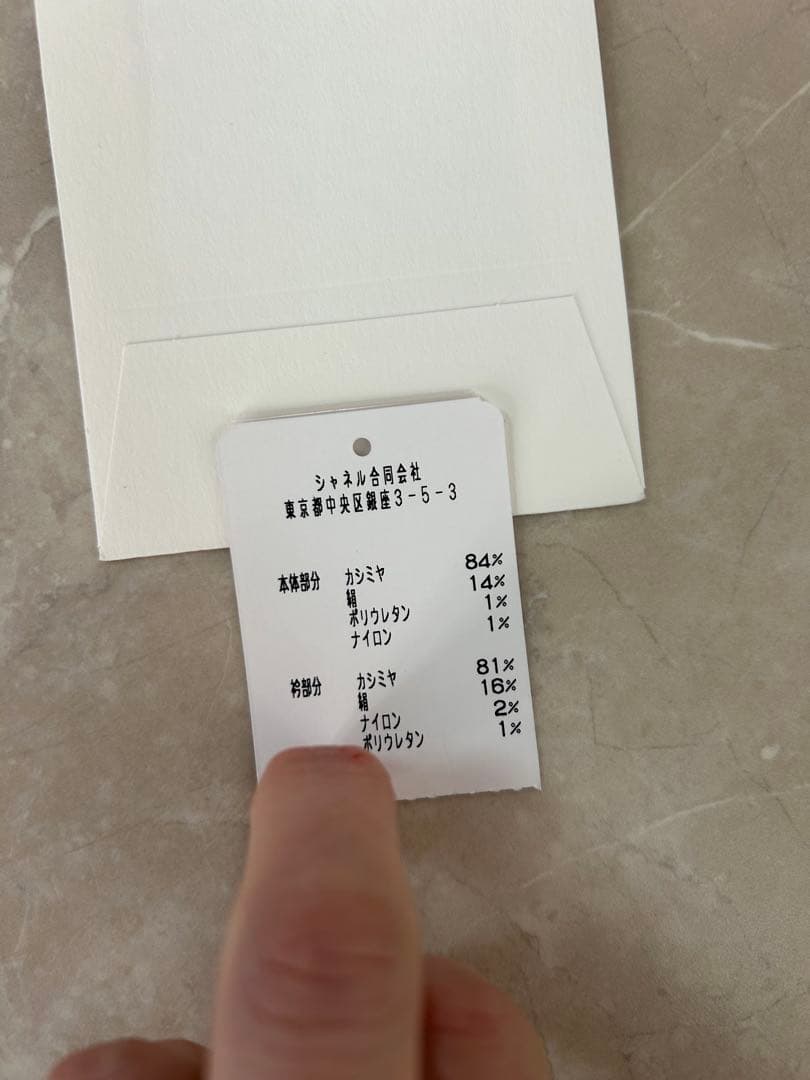 シャネル合同会社
東京都中央区銀座3-5-3
本体部分 カシミヤ 84%
絹 14%
ポリウレタン 1%
ナイロン 1%
衿部分 カシミヤ 81%
絹 16%
ナイロン 2%
ポリウレタン 1%